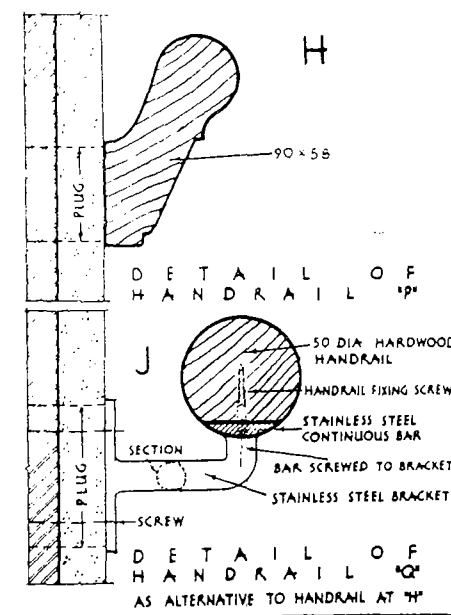 H
90 × 58
PLUG
DETAIL OF
HANDRAIL "P"
J
50 DIA HARDWOOD
HANDRAIL
HANDRAIL FIXING SCREW
STAINLESS STEEL
CONTINUOUS BAR
SECTION
BAR SCREWED TO BRACKET
PLUG
STAINLESS STEEL BRACKET
SCREW
DETAIL OF
HANDRAIL "Q"
AS ALTERNATIVE TO HANDRAIL AT "H"